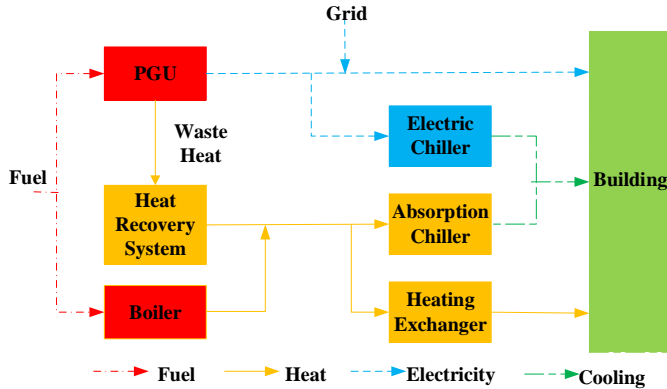 Grid
PGU
Waste
Heat
Electric
Chiller
Fuel
Building
Heat
Recovery
System
Absorption
Chiller
Boiler
Heating
Exchanger
Fuel
Heat
Electricity
Cooling